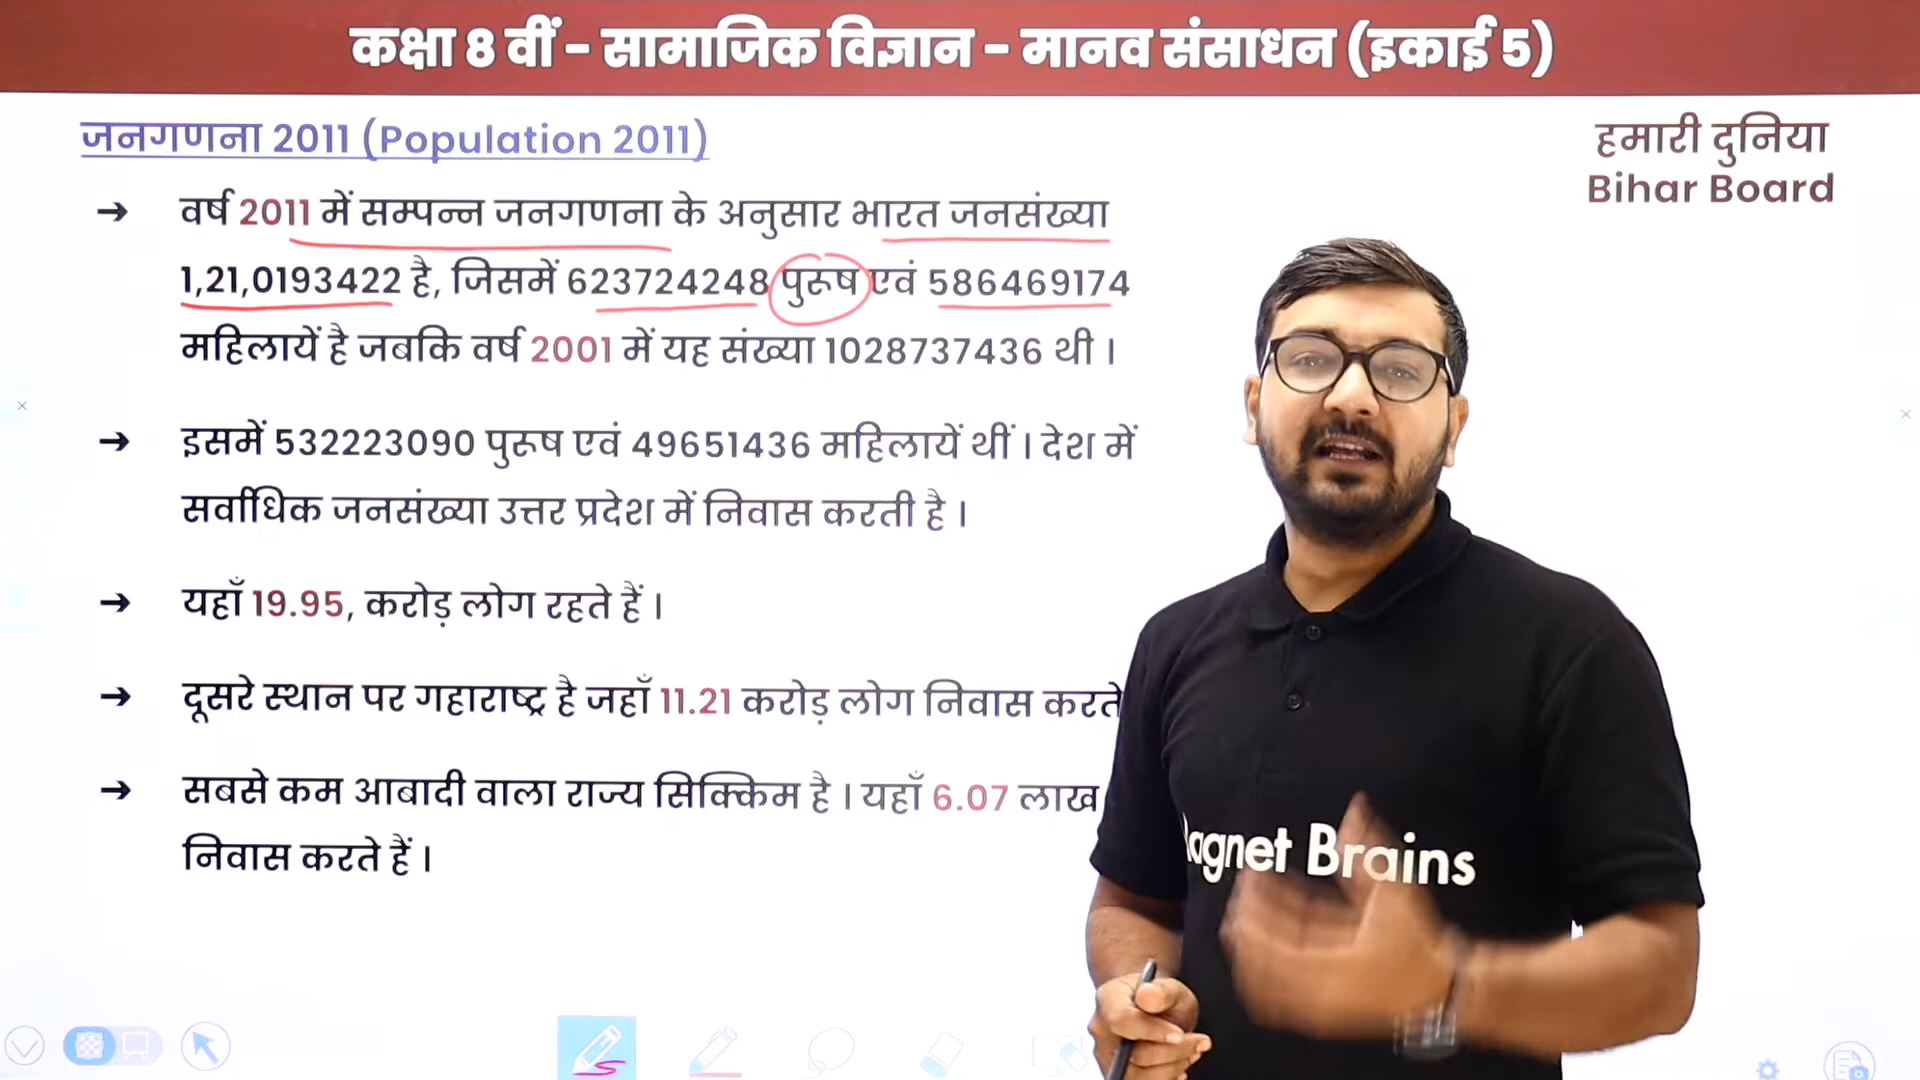 कक्षा 8 वीं - सामाजिक विज्ञान - मानव संसाधन (इकाई 5)
जनगणना 2011 (Population 2011)
हमारी दुनिया
Bihar Board
→ वर्ष 2011 में सम्पन्न जनगणना के अनुसार भारत जनसंख्या
1,21,0193422 है, जिसमें 623724248 पुरूष एवं 586469174
महिलायें है जबकि वर्ष 2001 में यह संख्या 1028737436 थी ।
→ इसमें 532223090 पुरूष एवं 49651436 महिलायें थीं । देश में
सर्वाधिक जनसंख्या उत्तर प्रदेश में निवास करती है ।
→ यहाँ 19.95, करोड़ लोग रहते हैं ।
→ दूसरे स्थान पर गहाराष्ट्र है जहाँ 11.21 करोड़ लोग निवास करते
→ सबसे कम आबादी वाला राज्य सिक्किम है । यहाँ 6.07 लाख
निवास करते हैं ।
agnet Brains